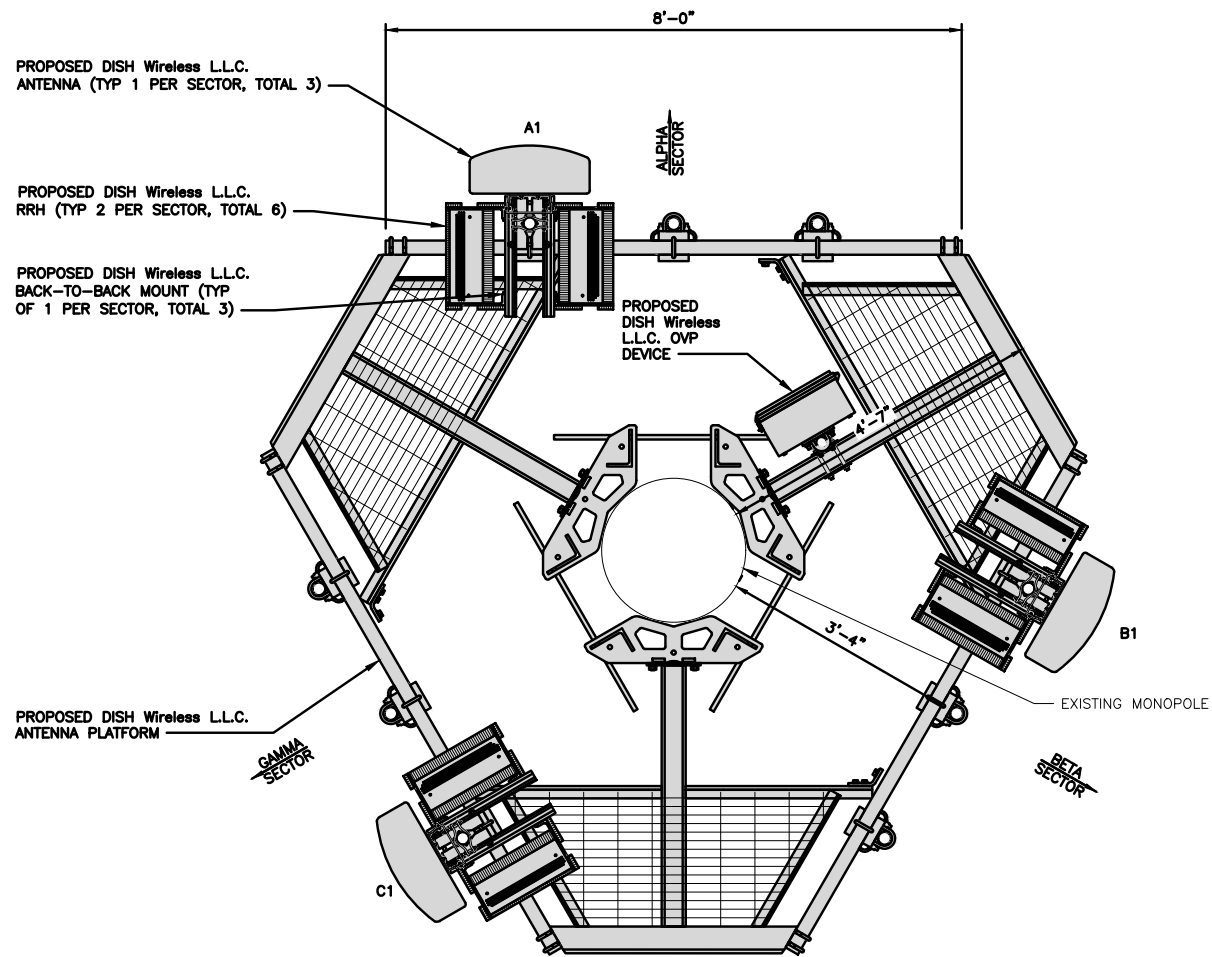 8'-0"
PROPOSED DISH Wireless L.L.C.
ANTENNA (TYP 1 PER SECTOR, TOTAL 3)
A1
ALPHA
SECTOR
PROPOSED DISH Wireless L.L.C.
RRH (TYP 2 PER SECTOR, TOTAL 6)
PROPOSED DISH Wireless L.L.C.
BACK-TO-BACK MOUNT (TYP
OF 1 PER SECTOR, TOTAL 3)
PROPOSED
DISH Wireless
L.L.C. OVP
DEVICE
4'-7"
3'-4"
B1
EXISTING MONOPOLE
PROPOSED DISH Wireless L.L.C.
ANTENNA PLATFORM
GAMMA
SECTOR
BETA
SECTOR
C1